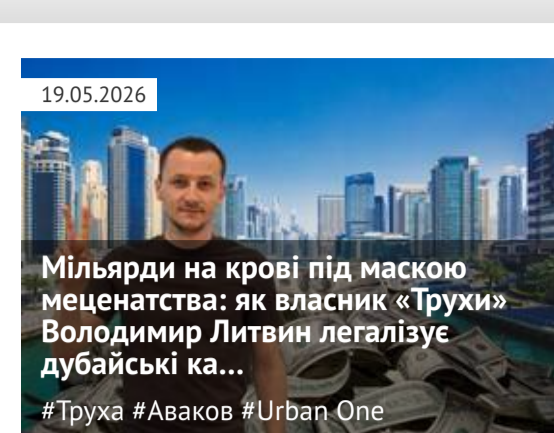 19.05.2026
Мільярди на крові під маскою
меценатства: як власник «Трухи»
Володимир Литвин легалізує
дубайські ка...
#Труха #Аваков #Urban One